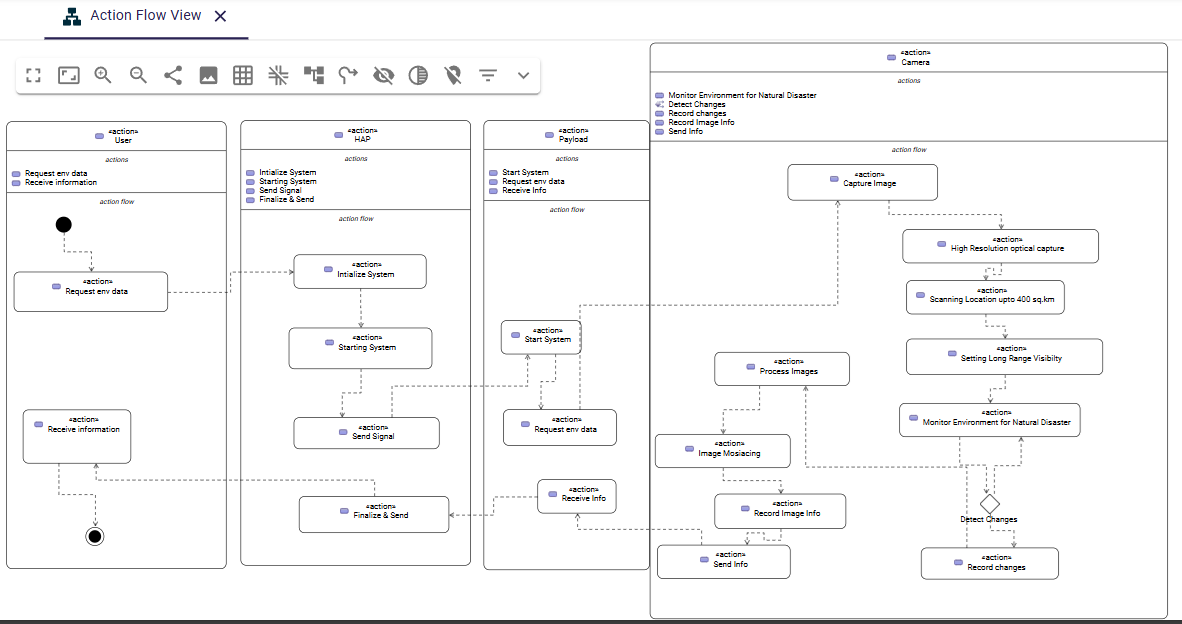 Action Flow View
«action»
User
actions
Request env data
Receive information
action flow
«action»
Request env data
«action»
Receive information
«action»
HAP
actions
Intialize System
Starting System
Send Signal
Finalize & Send
action flow
«action»
Intialize System
«action»
Starting System
«action»
Send Signal
«action»
Finalize & Send
«action»
Payload
actions
Start System
Request env data
Receive Info
action flow
«action»
Start System
«action»
Request env data
«action»
Receive Info
«action»
Camera
actions
Monitor Environment for Natural Disaster
Detect Changes
Record changes
Record Image Info
Send Info
action flow
«action»
Capture Image
«action»
High Resolution optical capture
«action»
Scanning Location upto 400 sq.km
«action»
Setting Long Range Visibilty
«action»
Process Images
«action»
Monitor Environment for Natural Disaster
«action»
Image Mosiacing
«action»
Record Image Info
Detect Changes
«action»
Send Info
«action»
Record changes